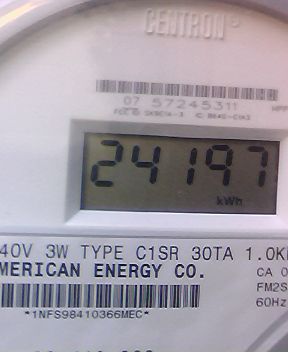 CENTRON®
07 57245311
24197
kWh
40V 3W TYPE C1SR 30TA 1.0K
MERICAN ENERGY CO.
CA 0
FM2S
60Hz
*1NFS98410366MEC*